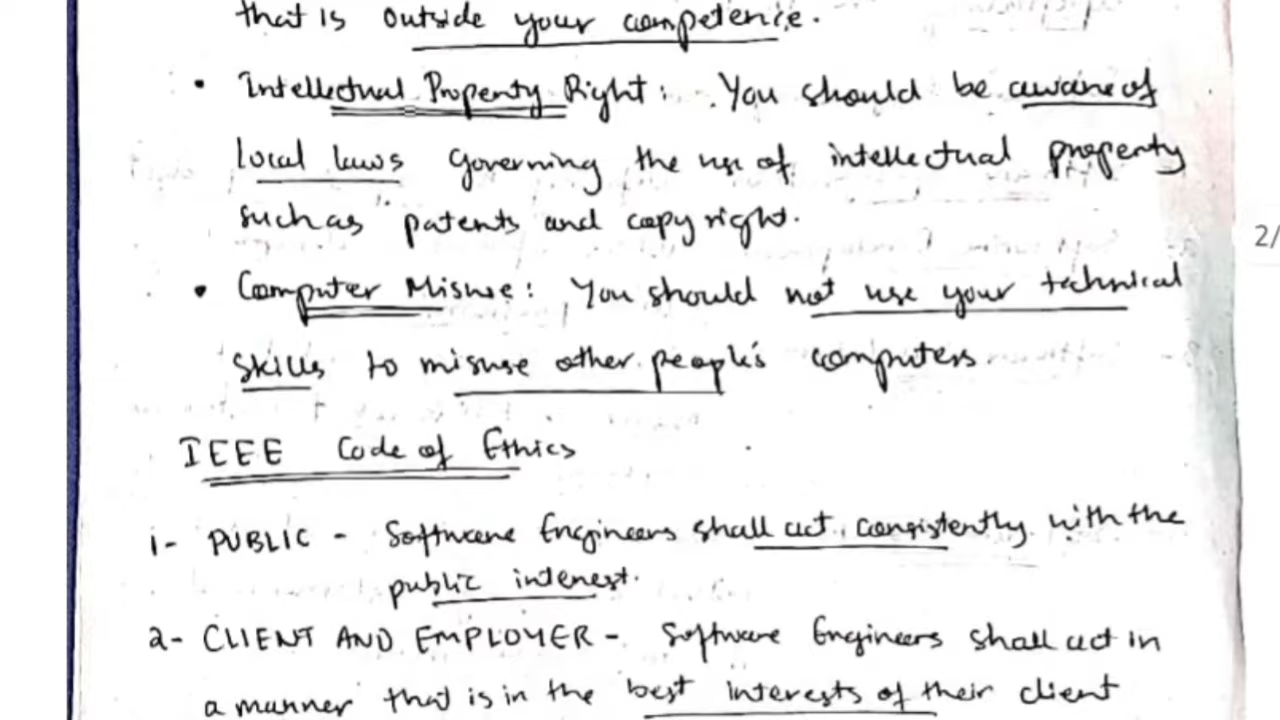 that is outside your competence.
• Intellectual Property Right: You should be aware of
local laws governing the use of intellectual property
such as patents and copyright.
• Computer Misuse: You should not use your technical
skills to misuse other people's computers.
IEEE Code of Ethics
1- PUBLIC - Software Engineers shall act consistently with the
public interest.
2- CLIENT AND EMPLOYER - Software Engineers shall act in
a manner that is in the best interests of their client
2/